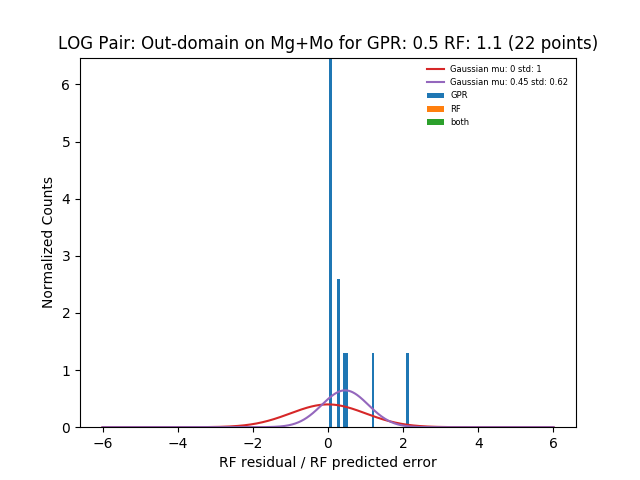 LOG Pair: Out-domain on Mg+Mo for GPR: 0.5 RF: 1.1 (22 points)
Gaussian mu: 0 std: 1
Gaussian mu: 0.45 std: 0.62
GPR
RF
both
Normalized Counts
6
5
4
3
2
1
0
−6
−4
−2
0
2
4
6
RF residual / RF predicted error